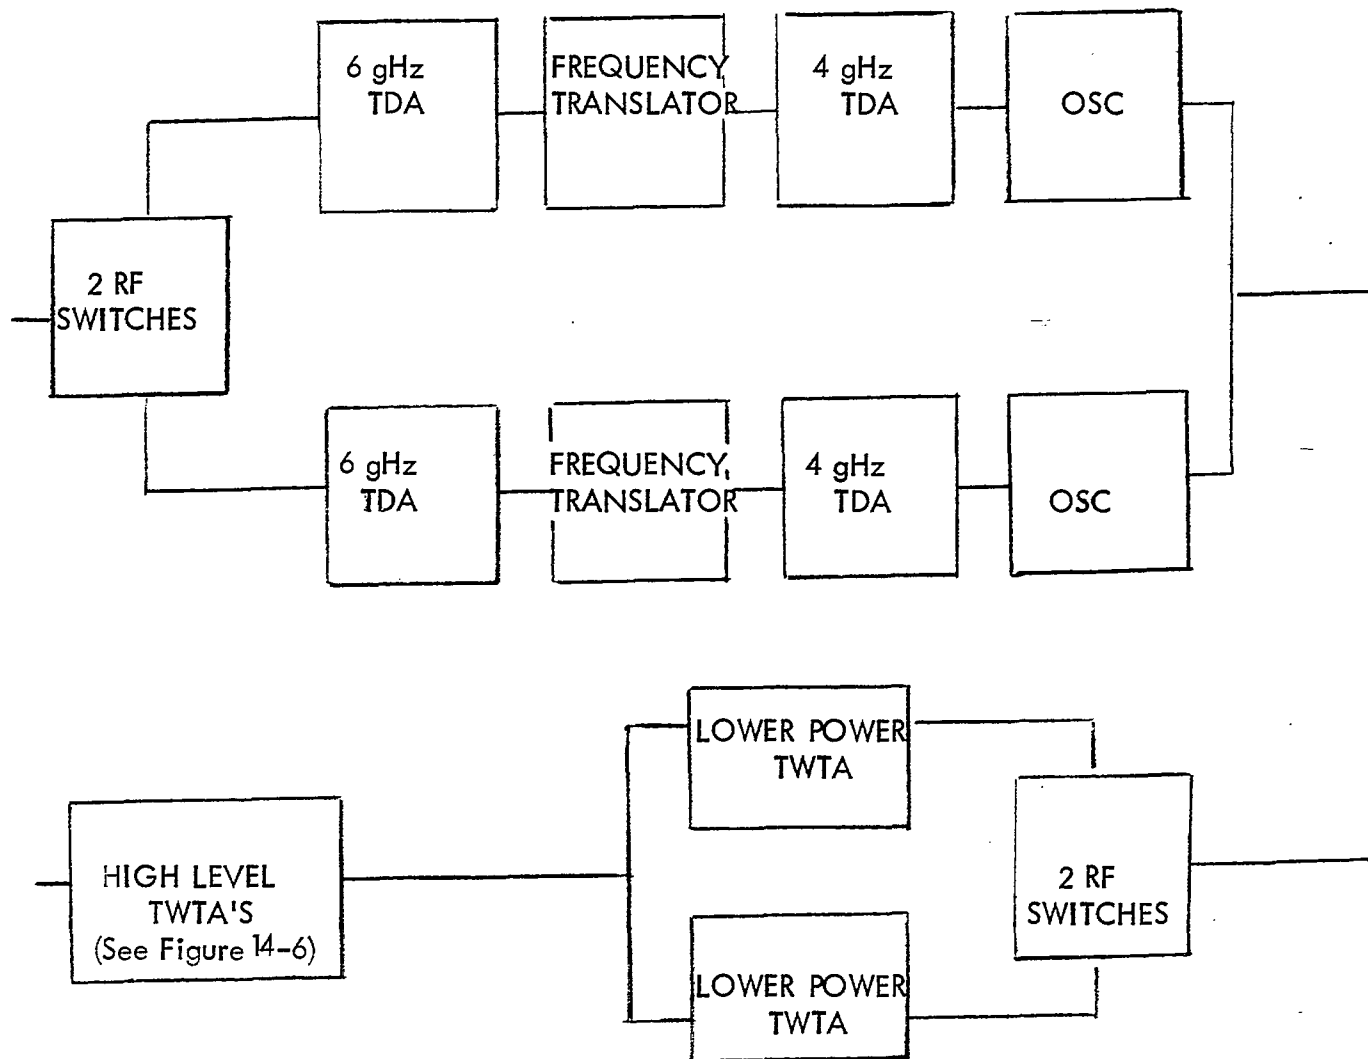 6 gHz
TDA
FREQUENCY
TRANSLATOR
4 gHz
TDA
OSC
2 RF
SWITCHES
6 gHz
TDA
FREQUENCY
TRANSLATOR
4 gHz
TDA
OSC
LOWER POWER
TWTA
HIGH LEVEL
TWTA'S
(See Figure 14-6)
2 RF
SWITCHES
LOWER POWER
TWTA